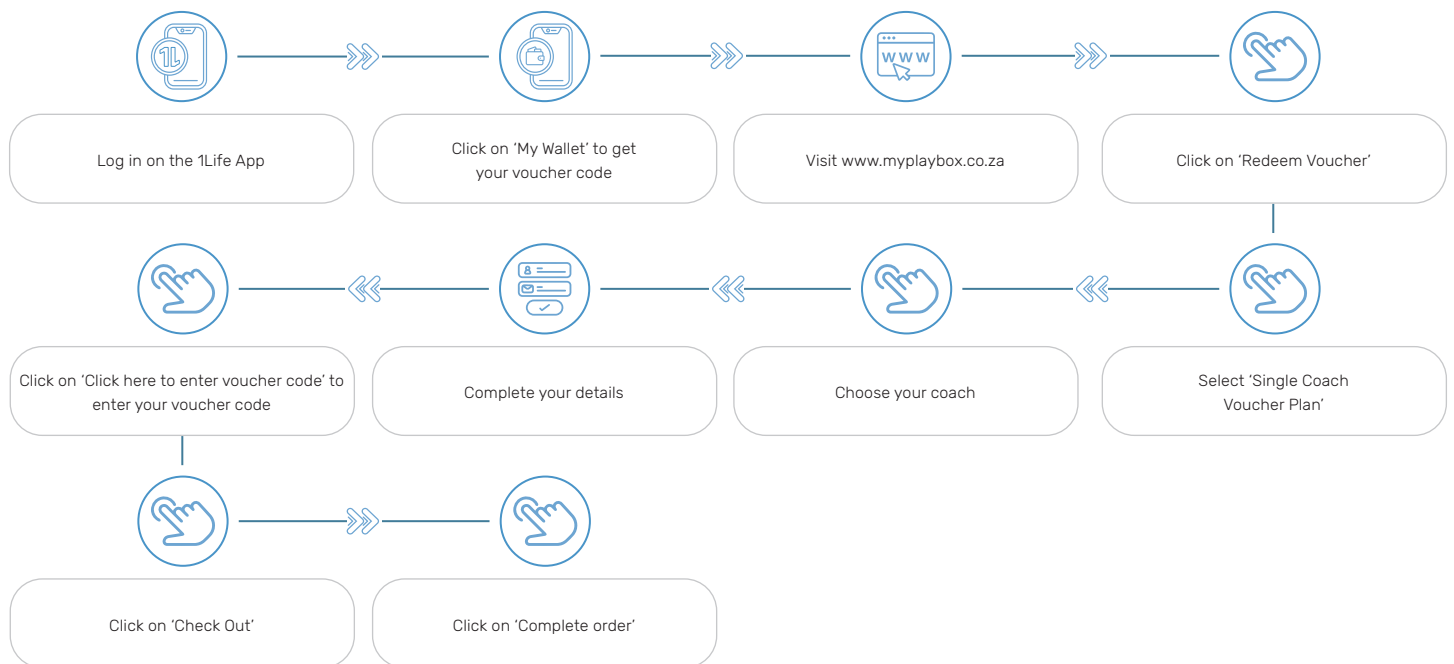 1L
Log in on the 1Life App
Click on ‘My Wallet’ to get
your voucher code
WWW
Visit www.myplaybox.co.za
Click on ‘Redeem Voucher’
Select ‘Single Coach
Voucher Plan’
Choose your coach
Complete your details
Click on ‘Click here to enter voucher code’ to
enter your voucher code
Click on ‘Check Out’
Click on ‘Complete order’